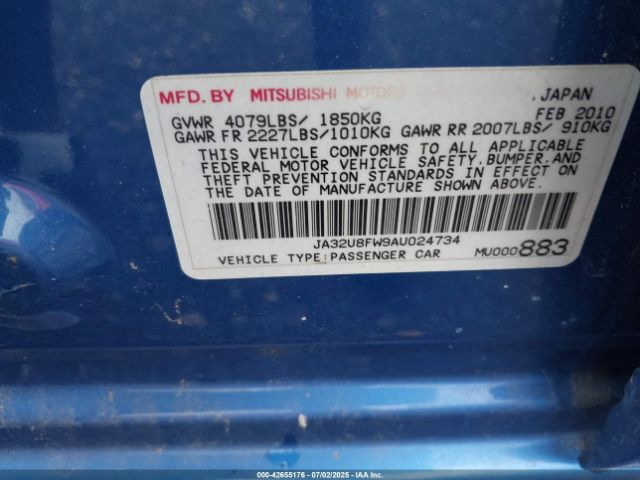 MFD. BY MITSUBISHI MOTORS , JAPAN
GVWR 4079LBS/ 1850KG FEB 2010
GAWR FR 2227LBS/1010KG GAWR RR 2007LBS/ 910KG
THIS VEHICLE CONFORMS TO ALL APPLICABLE
FEDERAL MOTOR VEHICLE SAFETY, BUMPER, AND
THEFT PREVENTION STANDARDS IN EFFECT ON
THE DATE OF MANUFACTURE SHOWN ABOVE.
JA32U8FW9AU024734
VEHICLE TYPE:PASSENGER CAR MU000883
000-42655176 | 07/02/2025 | IAAI.COM